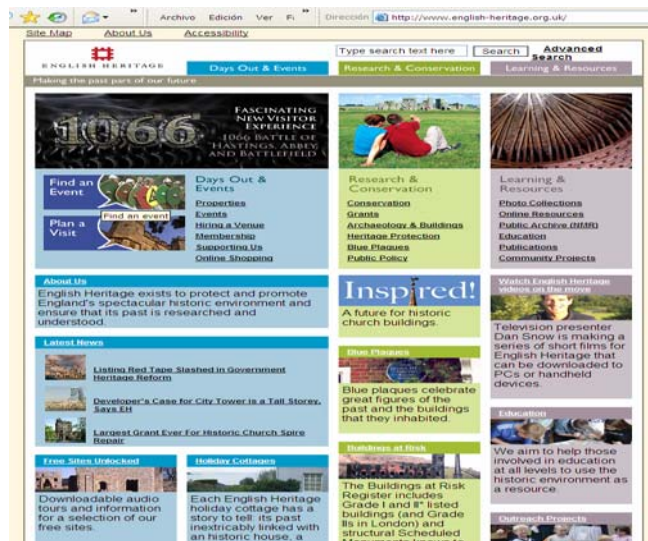 Archivo Edición Ver
Dirección http://www.english-heritage.org.uk/
Site Map About Us Accessibility
Type search text here Search Advanced Search
ENGLISH HERITAGE
Days Out & Events Research & Conservation Learning & Resources
Making the past part of our future
1066
FASCINATING
NEW VISITOR
EXPERIENCE
1066 BATTLE OF
HASTINGS, ABBEY,
AND BATTLEFIELD
Find an
Event
Find an event
Plan a
Visit
Days Out &
Events
Properties
Events
Hiring a Venue
Membership
Supporting Us
Online Shopping
Research &
Conservation
Conservation
Grants
Archaeology & Buildings
Heritage Protection
Blue Plaques
Public Policy
Learning &
Resources
Photo Collections
Online Resources
Public Archive (NMR)
Education
Publications
Community Projects
About Us
English Heritage exists to protect and promote
England's spectacular historic environment and
ensure that its past is researched and
understood.
Latest News
Listing Red Tape Slashed in Government
Heritage Reform
Developer's Case for City Tower is a Tall Storey,
Says EH
Largest Grant Ever For Historic Church Spire
Repair
Free Sites Unlocked
Downloadable audio
tours and information
for a selection of our
free sites.
Holiday Cottages
Each English Heritage
holiday cottage has a
story to tell: its past
inextricably linked with
an historic house, a
Inspired!
A future for historic
church buildings.
Blue Plaques
Blue plaques celebrate
great figures of the
past and the buildings
that they inhabited.
Buildings at Risk
The Buildings at Risk
Register includes
Grade I and II* listed
buildings (and Grade
IIs in London) and
structural Scheduled
Watch English Heritage
videos on the move
Television presenter
Dan Snow is making a
series of short films for
English Heritage that
can be downloaded to
PCs or handheld
devices.
Education
We aim to help those
involved in education
at all levels to use the
historic environment as
a resource.
Outreach Projects